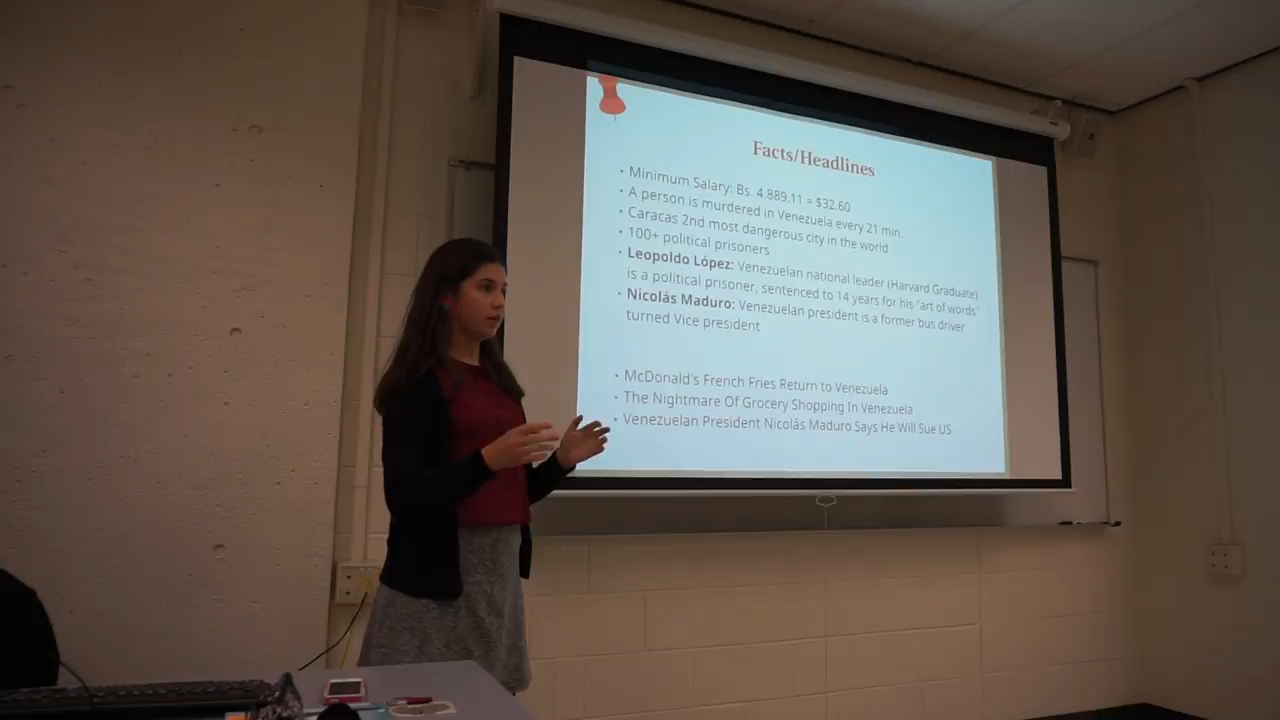 Facts/Headlines
• Minimum Salary: Bs. 4.889,11 = $32.60
• A person is murdered in Venezuela every 21 min.
• Caracas 2nd most dangerous city in the world
• 100+ political prisoners
• Leopoldo López: Venezuelan national leader (Harvard Graduate)
is a political prisoner, sentenced to 14 years for his "art of words"
• Nicolás Maduro: Venezuelan president is a former bus driver
turned Vice president
• McDonald's French Fries Return to Venezuela
• The Nightmare Of Grocery Shopping In Venezuela
• Venezuelan President Nicolás Maduro Says He Will Sue US